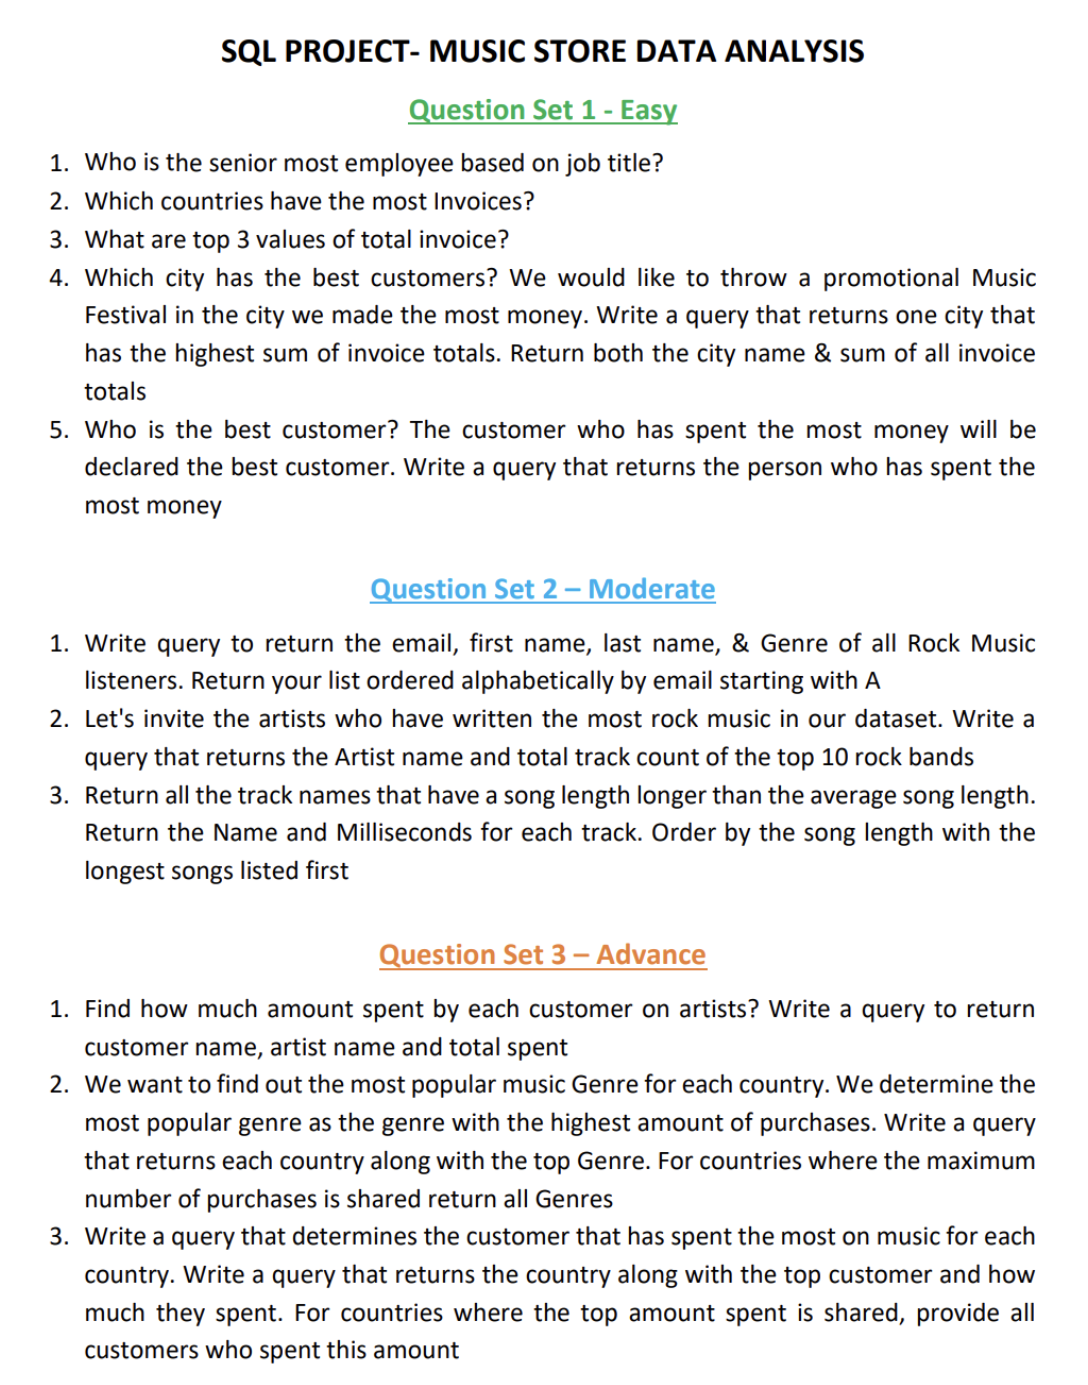 SQL PROJECT- MUSIC STORE DATA ANALYSIS
Question Set 1 - Easy
1. Who is the senior most employee based on job title?
2. Which countries have the most Invoices?
3. What are top 3 values of total invoice?
4. Which city has the best customers? We would like to throw a promotional Music
Festival in the city we made the most money. Write a query that returns one city that
has the highest sum of invoice totals. Return both the city name & sum of all invoice
totals
5. Who is the best customer? The customer who has spent the most money will be
declared the best customer. Write a query that returns the person who has spent the
most money
Question Set 2 – Moderate
1. Write query to return the email, first name, last name, & Genre of all Rock Music
listeners. Return your list ordered alphabetically by email starting with A
2. Let's invite the artists who have written the most rock music in our dataset. Write a
query that returns the Artist name and total track count of the top 10 rock bands
3. Return all the track names that have a song length longer than the average song length.
Return the Name and Milliseconds for each track. Order by the song length with the
longest songs listed first
Question Set 3 – Advance
1. Find how much amount spent by each customer on artists? Write a query to return
customer name, artist name and total spent
2. We want to find out the most popular music Genre for each country. We determine the
most popular genre as the genre with the highest amount of purchases. Write a query
that returns each country along with the top Genre. For countries where the maximum
number of purchases is shared return all Genres
3. Write a query that determines the customer that has spent the most on music for each
country. Write a query that returns the country along with the top customer and how
much they spent. For countries where the top amount spent is shared, provide all
customers who spent this amount